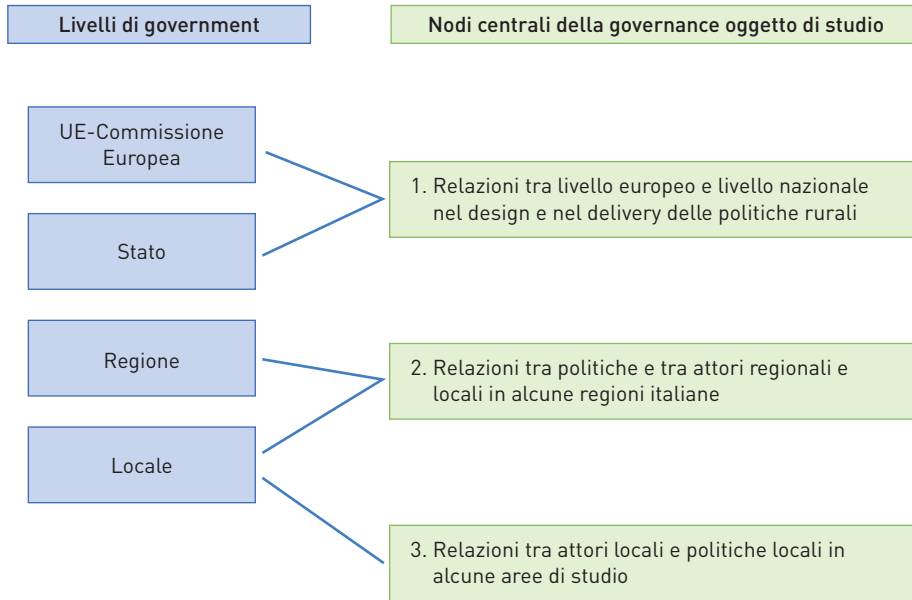 Livelli di government
Nodi centrali della governance oggetto di studio
UE-Commissione
Europea
1. Relazioni tra livello europeo e livello nazionale
nel design e nel delivery delle politiche rurali
Stato
Regione
2. Relazioni tra politiche e tra attori regionali e
locali in alcune regioni italiane
Locale
3. Relazioni tra attori locali e politiche locali in
alcune aree di studio